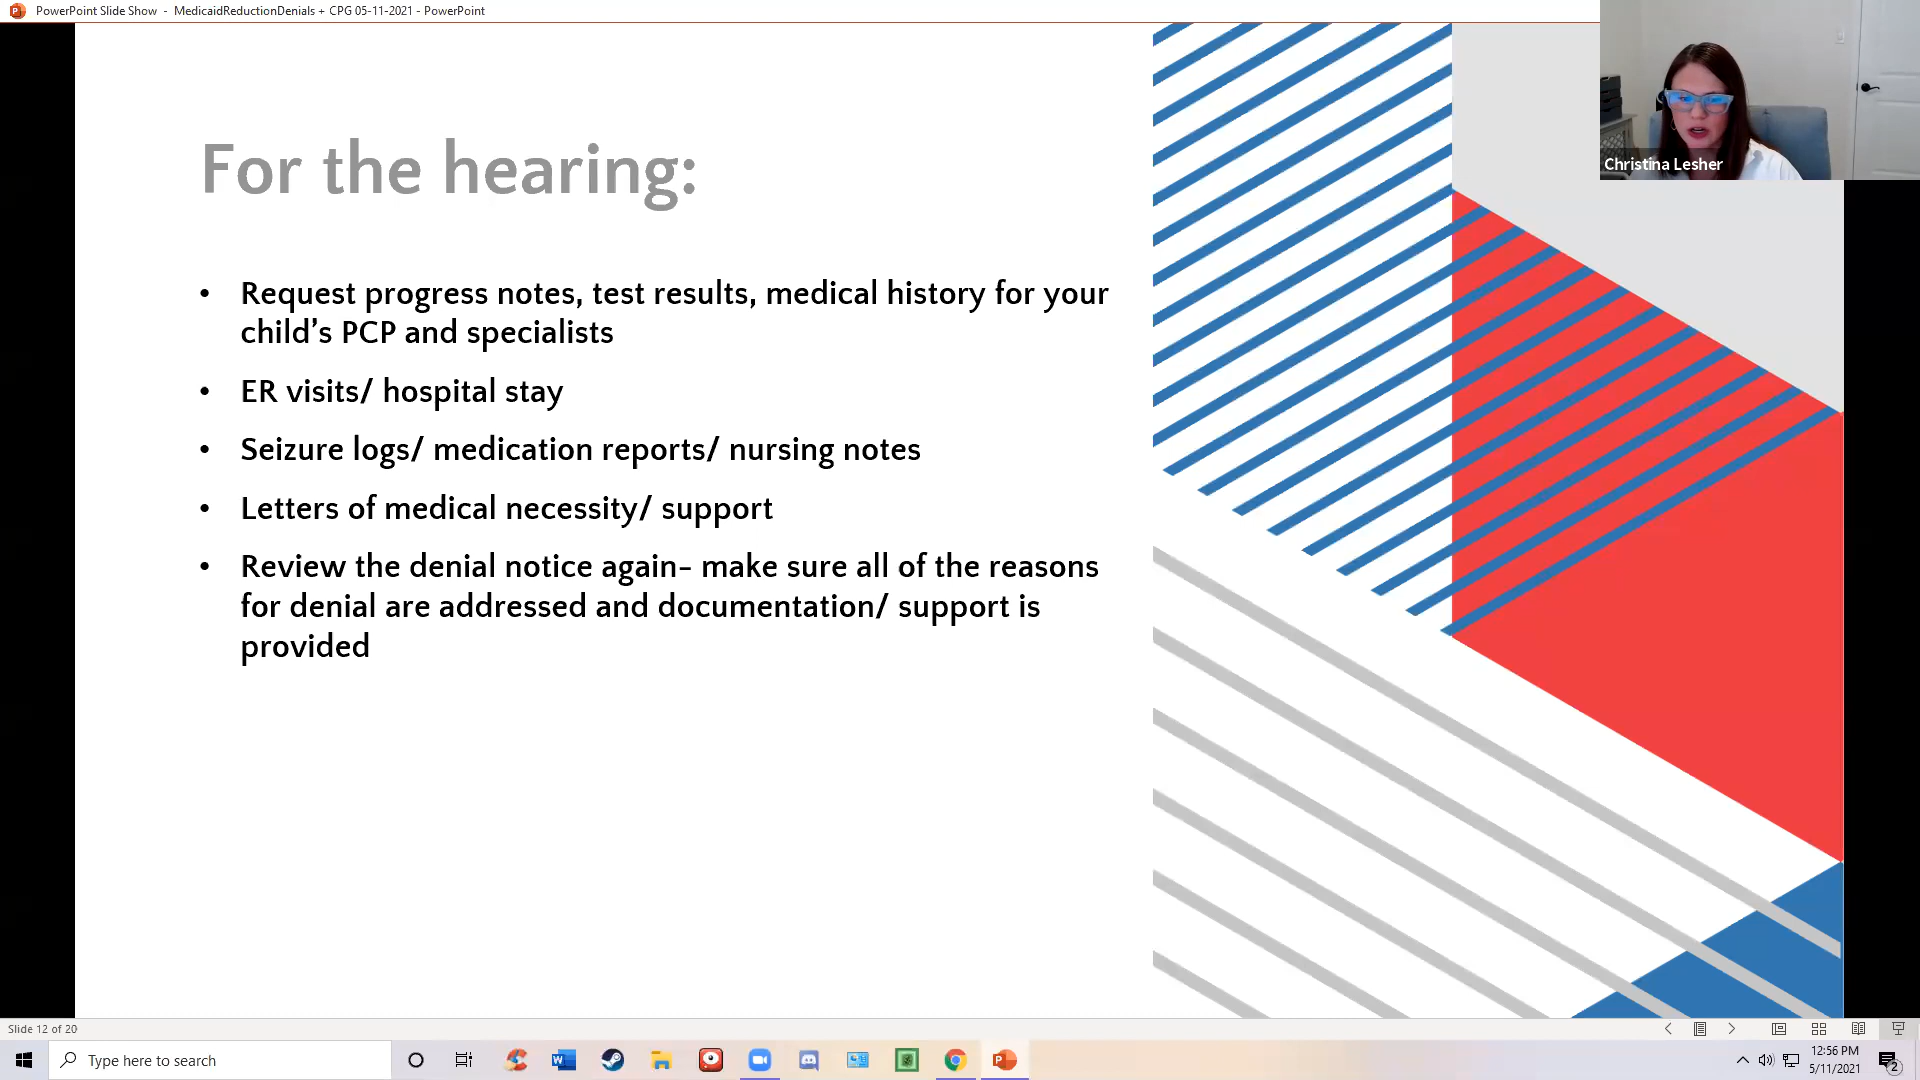 PowerPoint Slide Show - MedicaidReductionDenials + CPG 05-11-2021 - PowerPoint
Christina Lesher
For the hearing:
• Request progress notes, test results, medical history for your
child’s PCP and specialists
• ER visits/ hospital stay
• Seizure logs/ medication reports/ nursing notes
• Letters of medical necessity/ support
• Review the denial notice again- make sure all of the reasons
for denial are addressed and documentation/ support is
provided
Slide 12 of 20
Type here to search
12:56 PM
5/11/2021
2